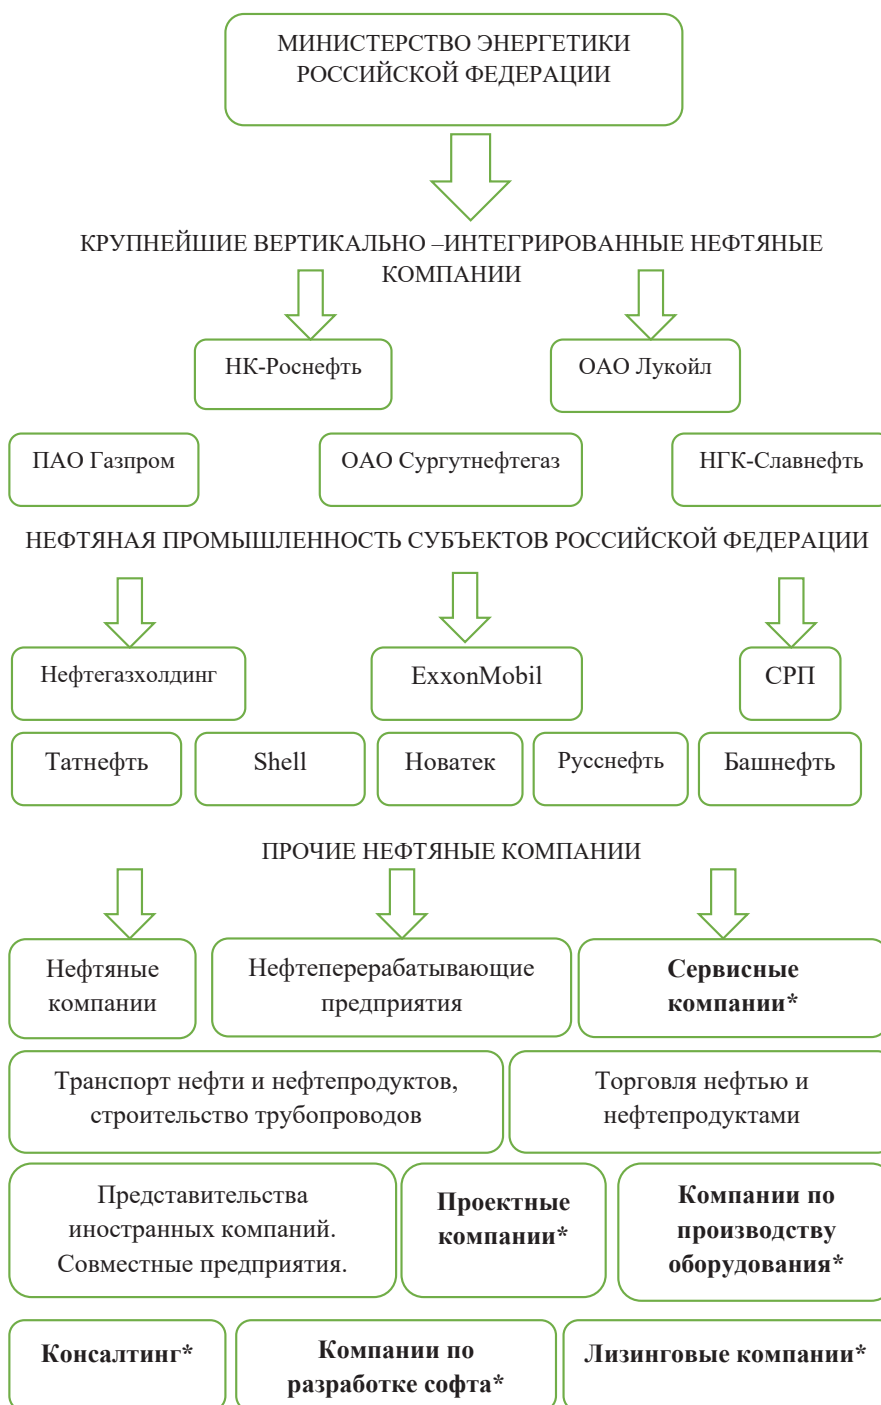 МИНИСТЕРСТВО ЭНЕРГЕТИКИ
РОССИЙСКОЙ ФЕДЕРАЦИИ
КРУПНЕЙШИЕ ВЕРТИКАЛЬНО –ИНТЕГРИРОВАННЫЕ НЕФТЯНЫЕ
КОМПАНИИ
НК-Роснефть
ОАО Лукойл
ПАО Газпром
ОАО Сургутнефтегаз
НГК-Славнефть
НЕФТЯНАЯ ПРОМЫШЛЕННОСТЬ СУБЪЕКТОВ РОССИЙСКОЙ ФЕДЕРАЦИИ
Нефтегазхолдинг
ExxonMobil
СРП
Татнефть
Shell
Новатек
Русснефть
Башнефть
ПРОЧИЕ НЕФТЯНЫЕ КОМПАНИИ
Нефтяные
компании
Нефтеперерабатывающие
предприятия
Сервисные
компании*
Транспорт нефти и нефтепродуктов,
строительство трубопроводов
Торговля нефтью и
нефтепродуктами
Представительства
иностранных компаний.
Совместные предприятия.
Проектные
компании*
Компании по
производству
оборудования*
Консалтинг*
Компании по
разработке софта*
Лизинговые компании*